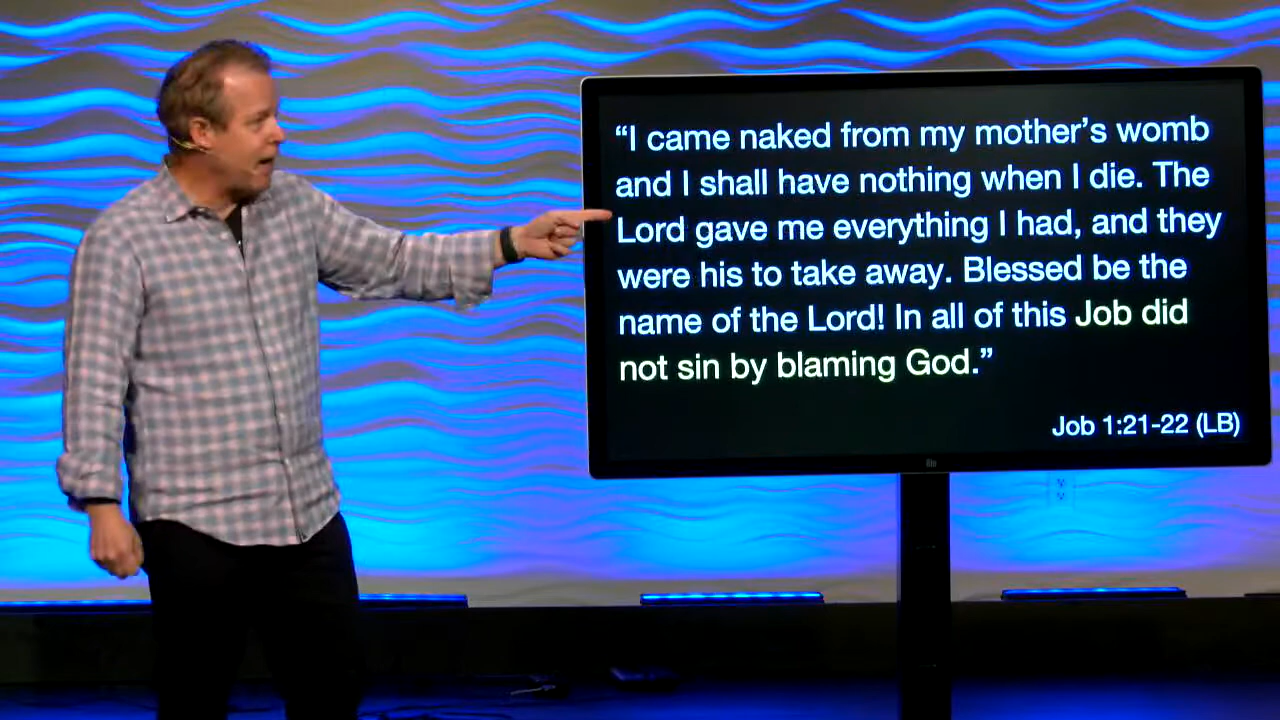 “I came naked from my mother’s womb
and I shall have nothing when I die. The
Lord gave me everything I had, and they
were his to take away. Blessed be the
name of the Lord! In all of this Job did
not sin by blaming God.”
Job 1:21-22 (LB)
elo